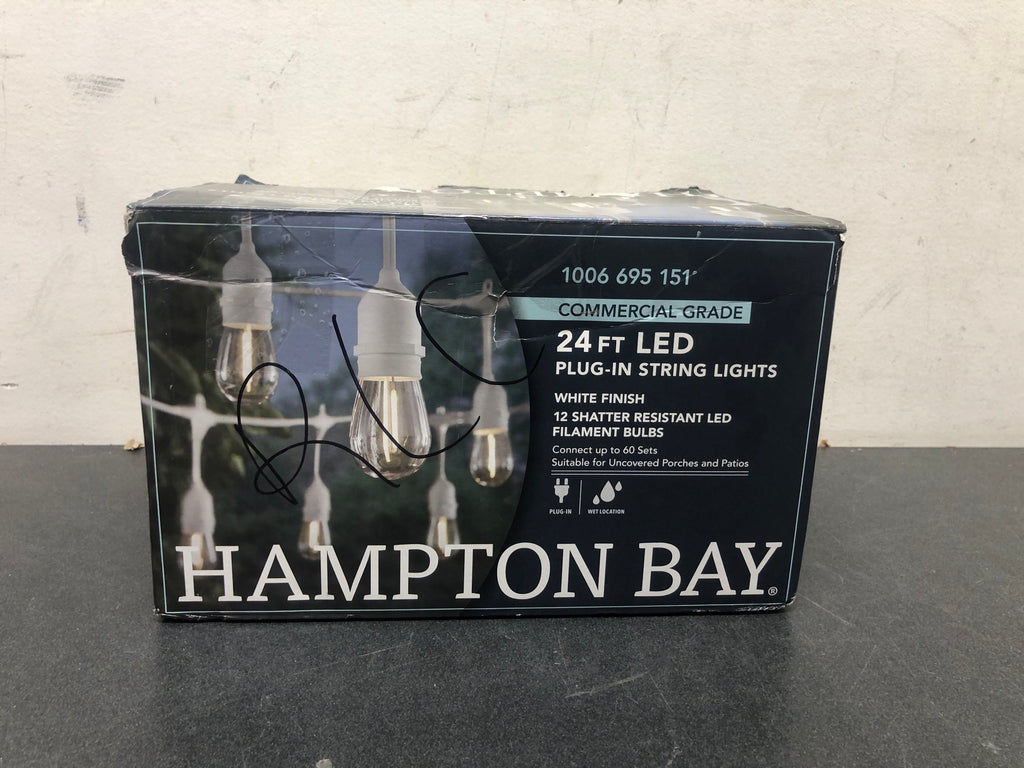 1006 695 151
COMMERCIAL GRADE
24 FT LED
PLUG-IN STRING LIGHTS
WHITE FINISH
12 SHATTER RESISTANT LED
FILAMENT BULBS
Connect up to 60 Sets
Suitable for Uncovered Porches and Patios
PLUG-IN
WET LOCATION
HAMPTON BAY®